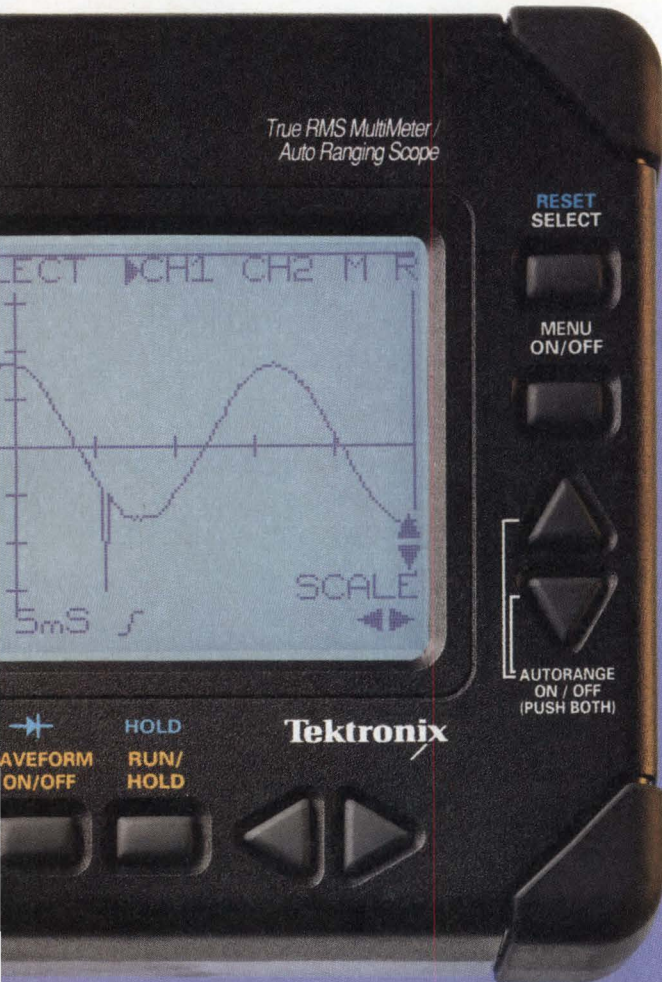 True RMS MultiMeter /
Auto Ranging Scope
RESET
SELECT
LECT CH1 CH2 M R
MENU
ON/OFF
SCALE
5mS
AUTORANGE
ON / OFF
(PUSH BOTH)
HOLD
Tektronix
AVEFORM
ON/OFF
RUN/
HOLD